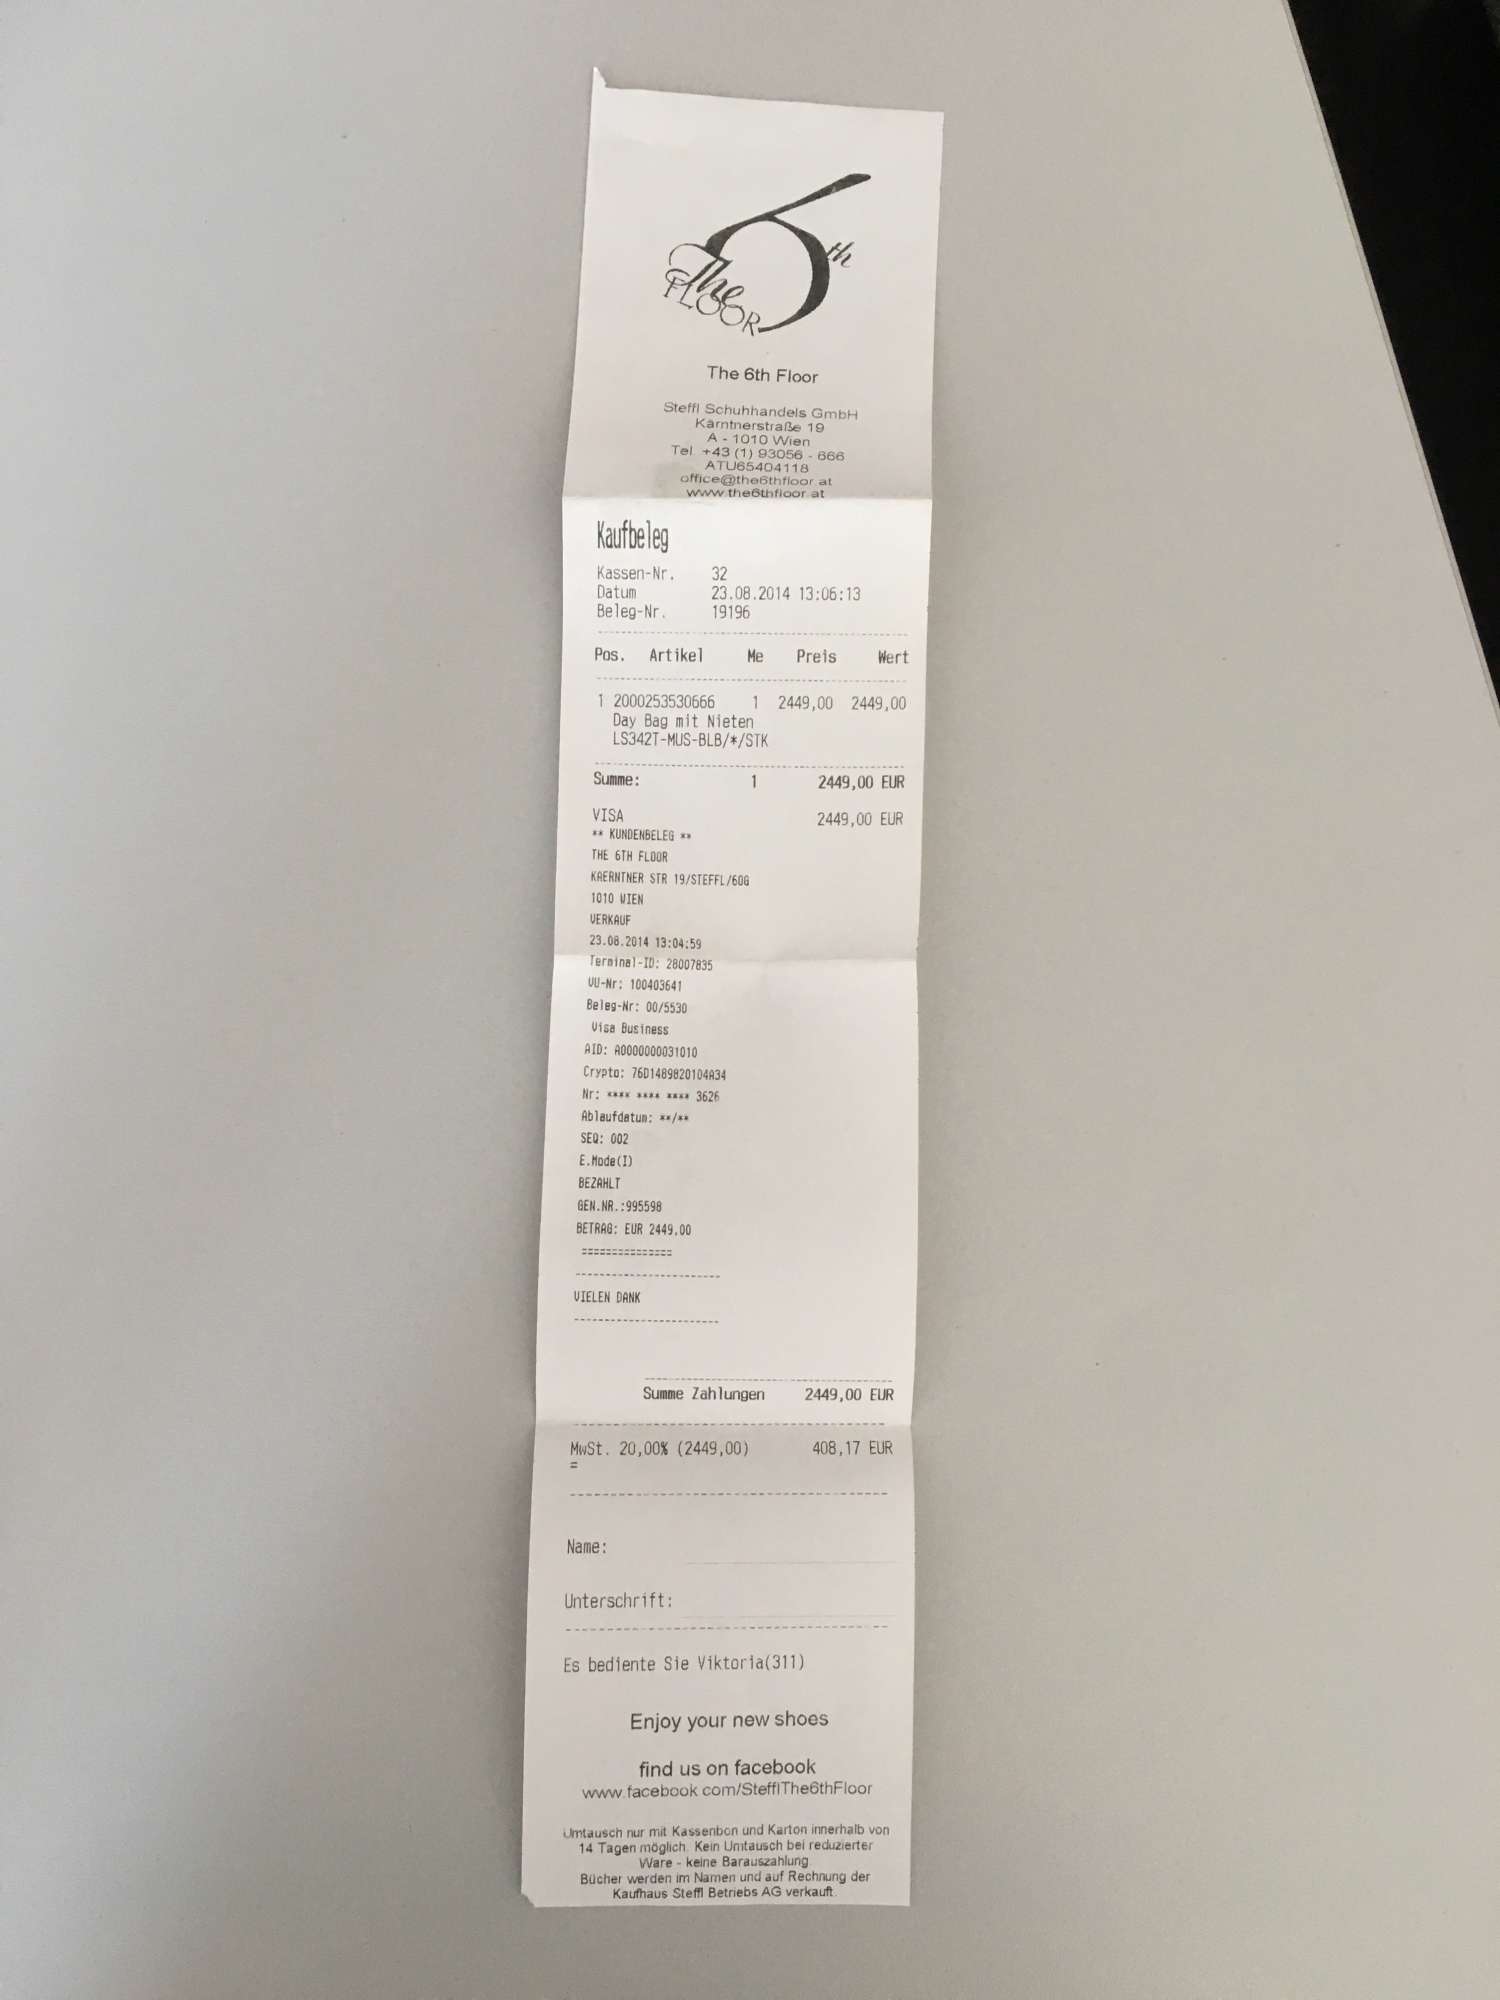 6th
The
FLOOR
The 6th Floor
Steffl Schuhhandels GmbH
Kärntnerstraße 19
A - 1010 Wien
Tel. +43 (1) 93056 - 666
ATU65404118
office@the6thfloor.at
www.the6thfloor.at
Kaufbeleg
Kassen-Nr. 32
Datum 23.08.2014 13:06:13
Beleg-Nr. 19196
Pos. Artikel Me Preis Wert
1 2000253530666 1 2449,00 2449,00
Day Bag mit Nieten
LS342T-MUS-BLB/*/STK
Summe: 1 2449,00 EUR
VISA 2449,00 EUR
** KUNDENBELEG **
THE 6TH FLOOR
KAERNTNER STR 19/STEFFL/6OG
1010 WIEN
VERKAUF
23.08.2014 13:04:59
Terminal-ID: 28007835
VU-Nr: 100403641
Beleg-Nr: 00/5530
Visa Business
AID: A0000000031010
Crypto: 76D1489820104A34
Nr: **** **** **** 3626
Ablaufdatum: **/**
SEQ: 002
E.Mode(I)
BEZAHLT
GEN.NR.:995598
BETRAG: EUR 2449,00
===============
VIELEN DANK
Summe Zahlungen 2449,00 EUR
MwSt. 20,00% (2449,00) 408,17 EUR
=
Name:
Unterschrift:
Es bediente Sie Viktoria(311)
Enjoy your new shoes
find us on facebook
www.facebook.com/StefflThe6thFloor
Umtausch nur mit Kassenbon und Karton innerhalb von
14 Tagen möglich. Kein Umtausch bei reduzierter
Ware - keine Barauszahlung
Bücher werden im Namen und auf Rechnung der
Kaufhaus Steffl Betriebs AG verkauft.